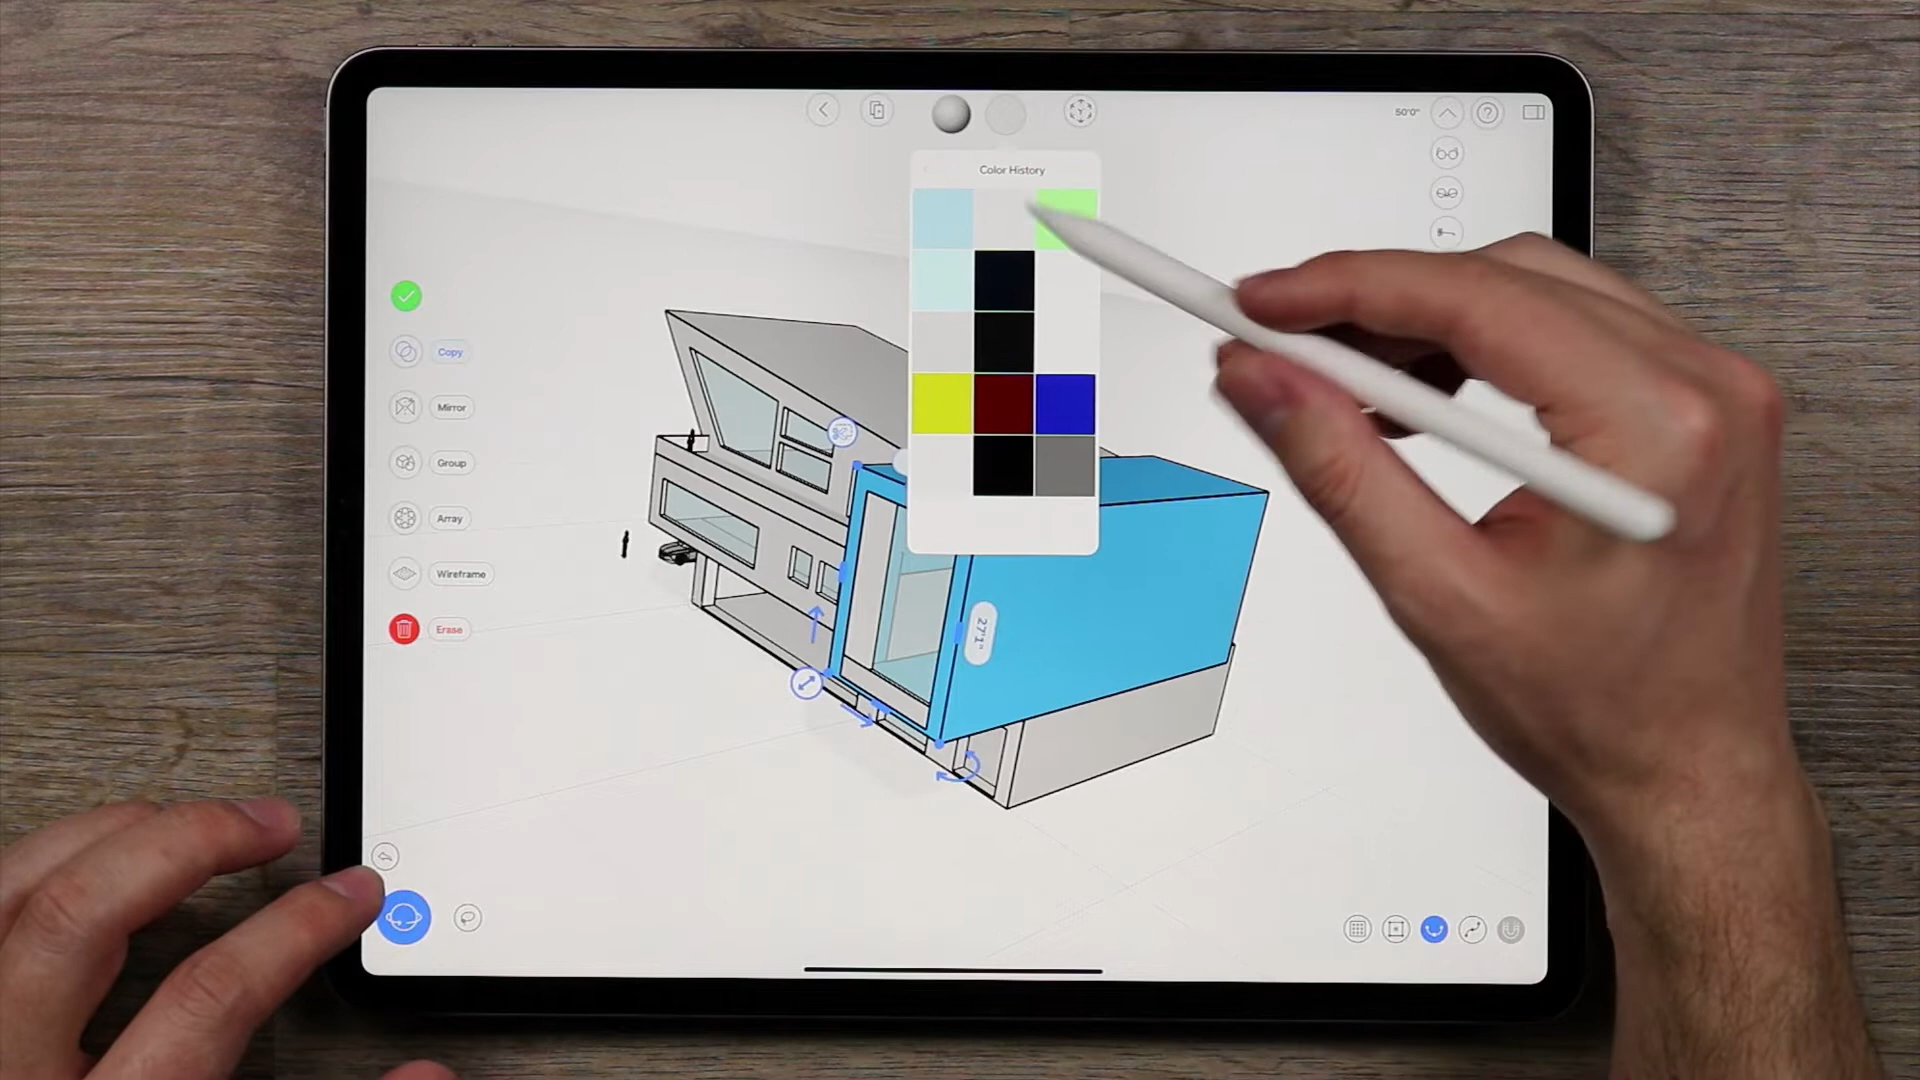 50'0"
?
Color History
Copy
Mirror
Group
Array
Wireframe
Erase
27'1"